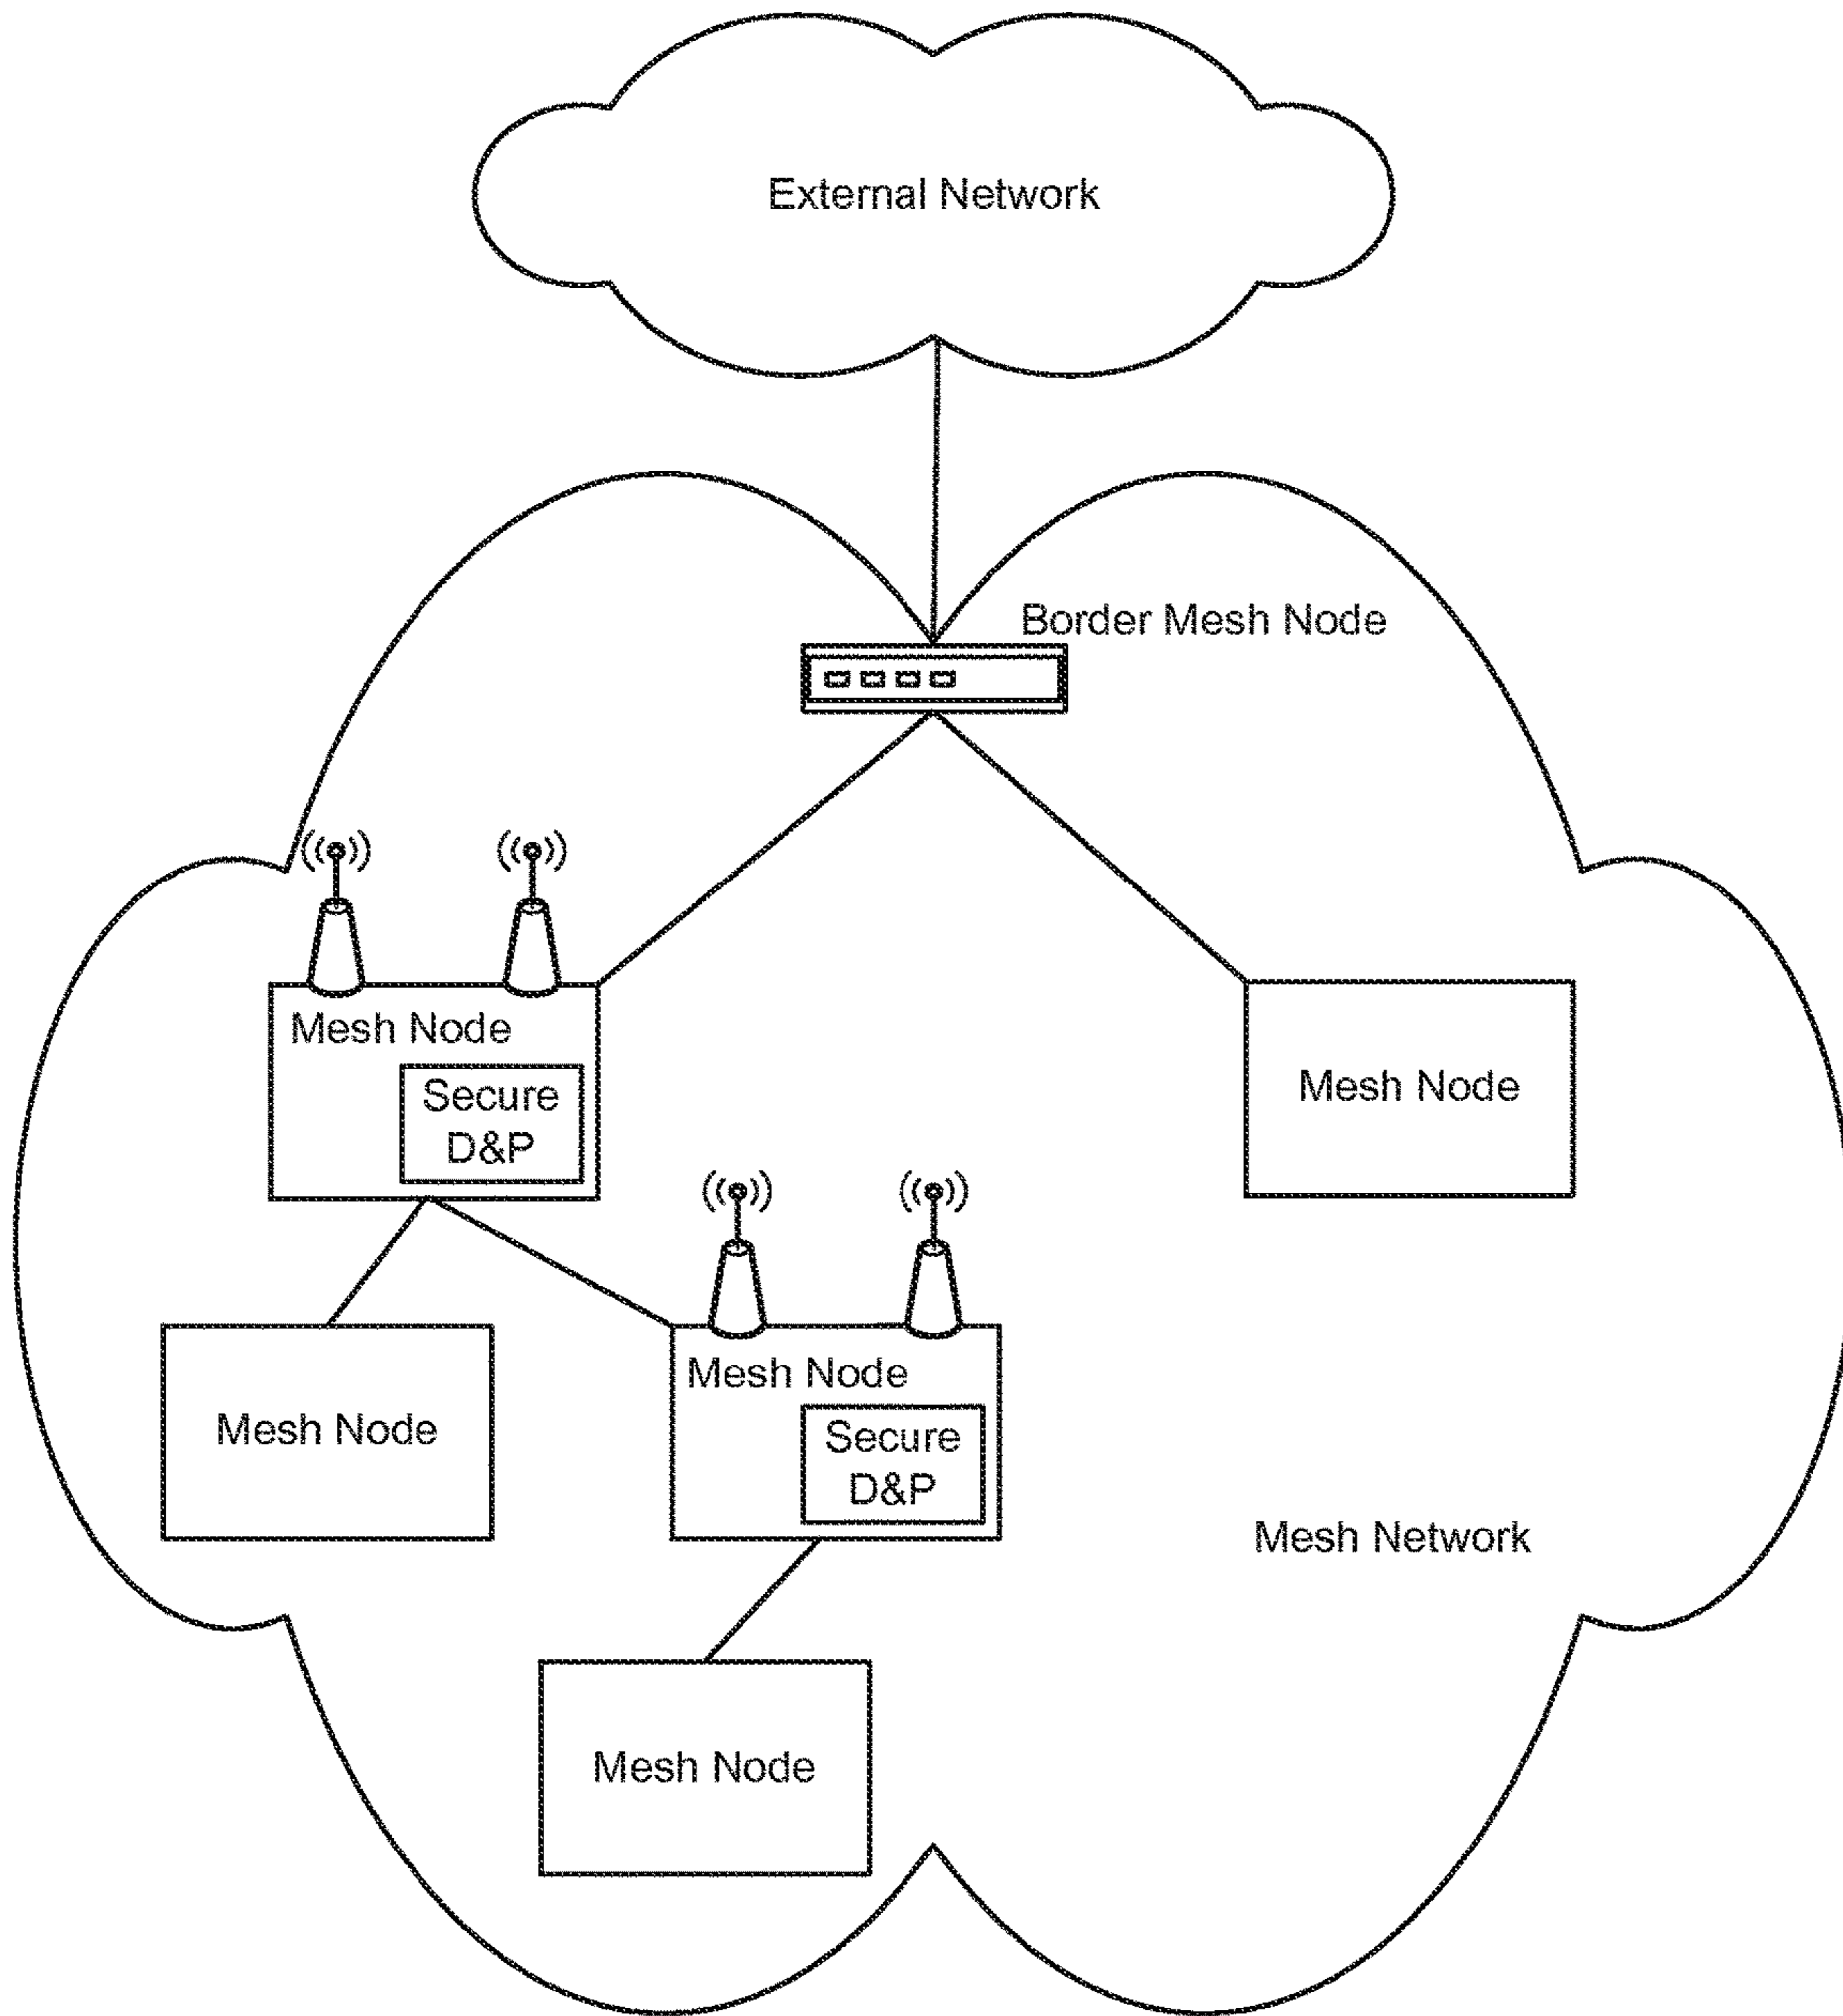 External Network
Border Mesh Node
Mesh Node
Secure
D&P
Mesh Node
Mesh Node
Secure
D&P
Mesh Node
Mesh Network
Mesh Node